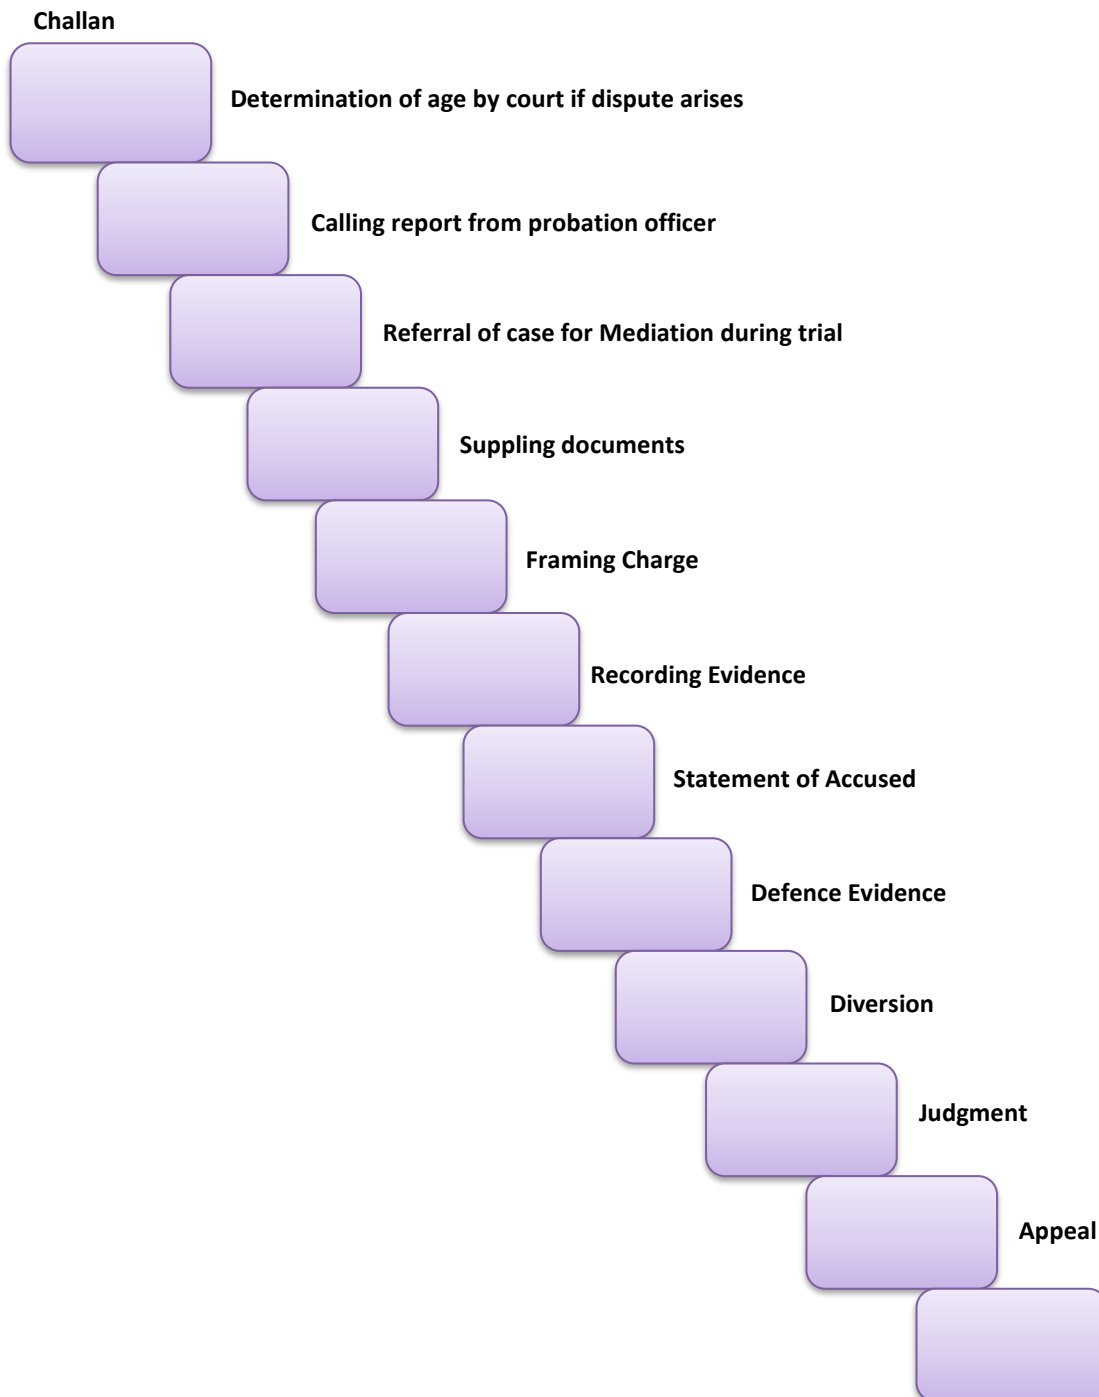 Challan
Determination of age by court if dispute arises
Calling report from probation officer
Referral of case for Mediation during trial
Suppling documents
Framing Charge
Recording Evidence
Statement of Accused
Defence Evidence
Diversion
Judgment
Appeal